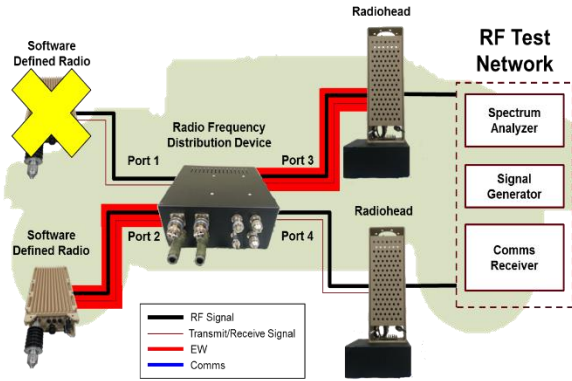 Radiohead
Software
Defined Radio
RF Test
Network
Spectrum
Analyzer
Radio Frequency
Distribution Device
Port 1
Port 3
Signal
Generator
Software
Defined Radio
Port 2
Port 4
Radiohead
Comms
Receiver
RF Signal
Transmit/Receive Signal
EW
Comms